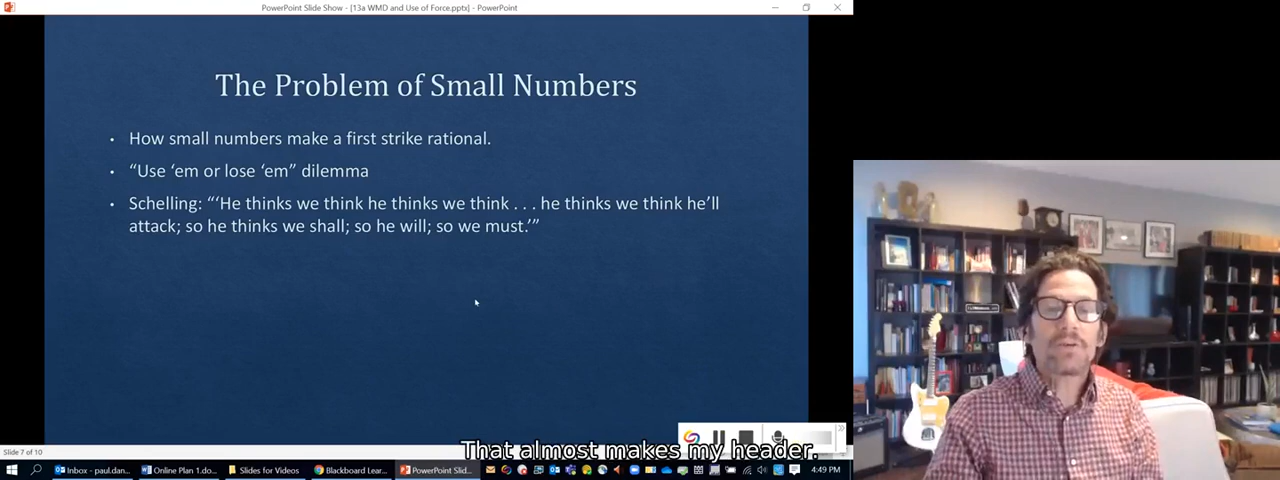 PowerPoint Slide Show - [13a WMD and Use of Force.pptx] - PowerPoint
The Problem of Small Numbers
• How small numbers make a first strike rational.
• “Use ‘em or lose ‘em” dilemma
• Schelling: “‘He thinks we think he thinks we think . . . he thinks we think he’ll
attack; so he thinks we shall; so he will; so we must.’”
That almost makes my header.
Slide 7 of 10
Inbox - paul.dan...
Online Plan 1.do...
Slides for Videos
Blackboard Lear...
PowerPoint Slid...
4:49 PM